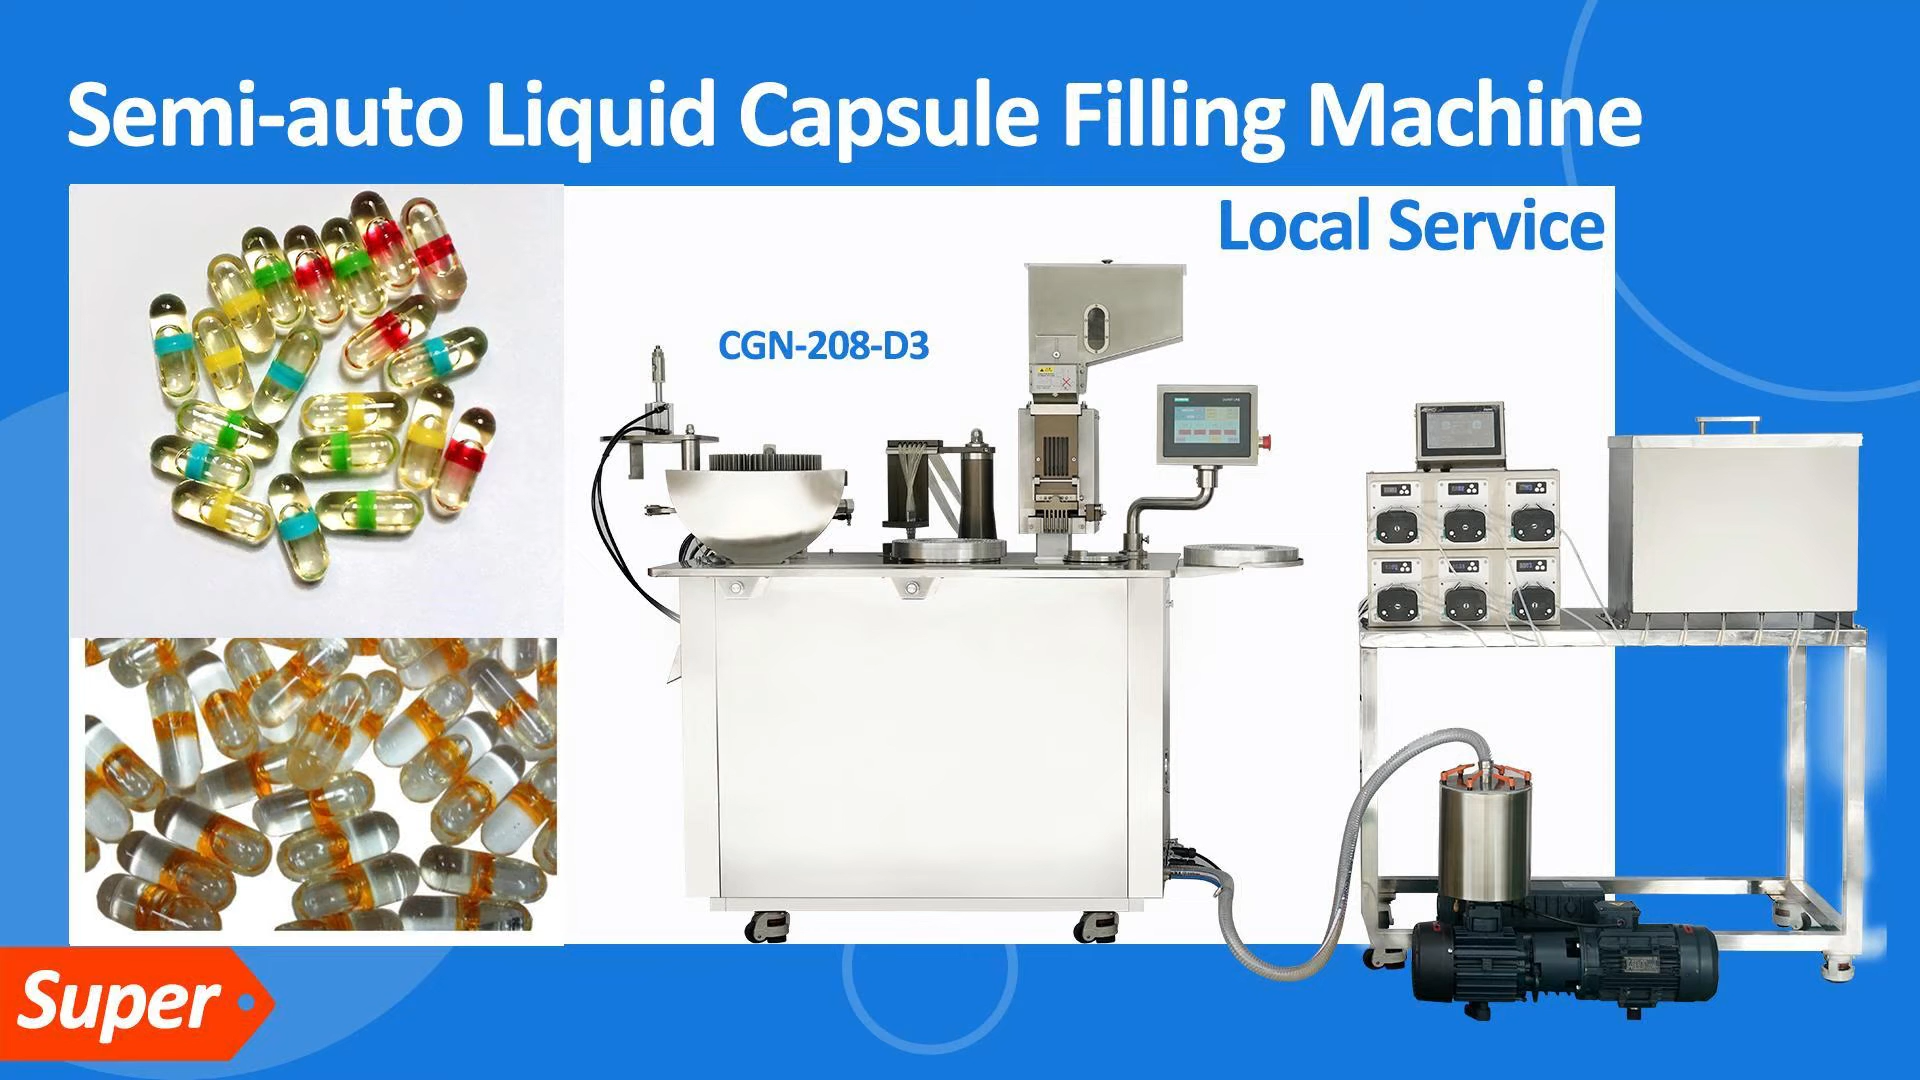 Semi-auto Liquid Capsule Filling Machine
Local Service
CGN-208-D3
Super